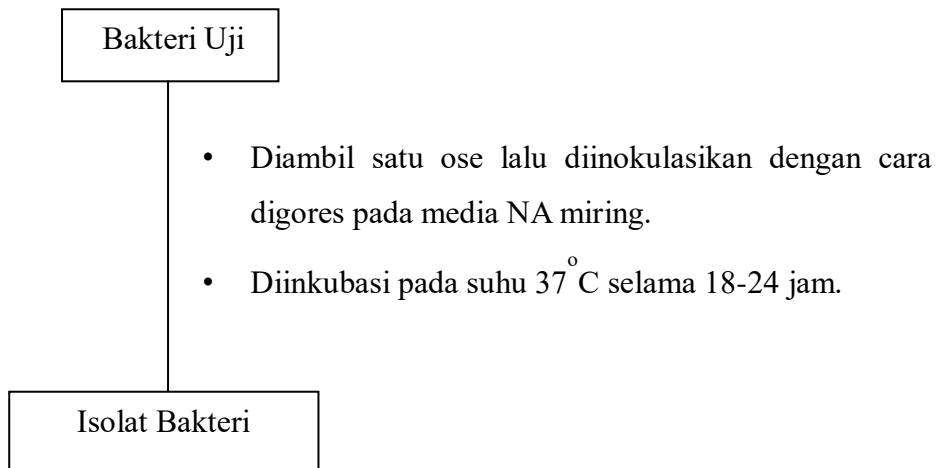 Bakteri Uji
• Diambil satu ose lalu diinokulasikan dengan cara
digores pada media NA miring.
• Diinkubasi pada suhu 37°C selama 18-24 jam.
Isolat Bakteri